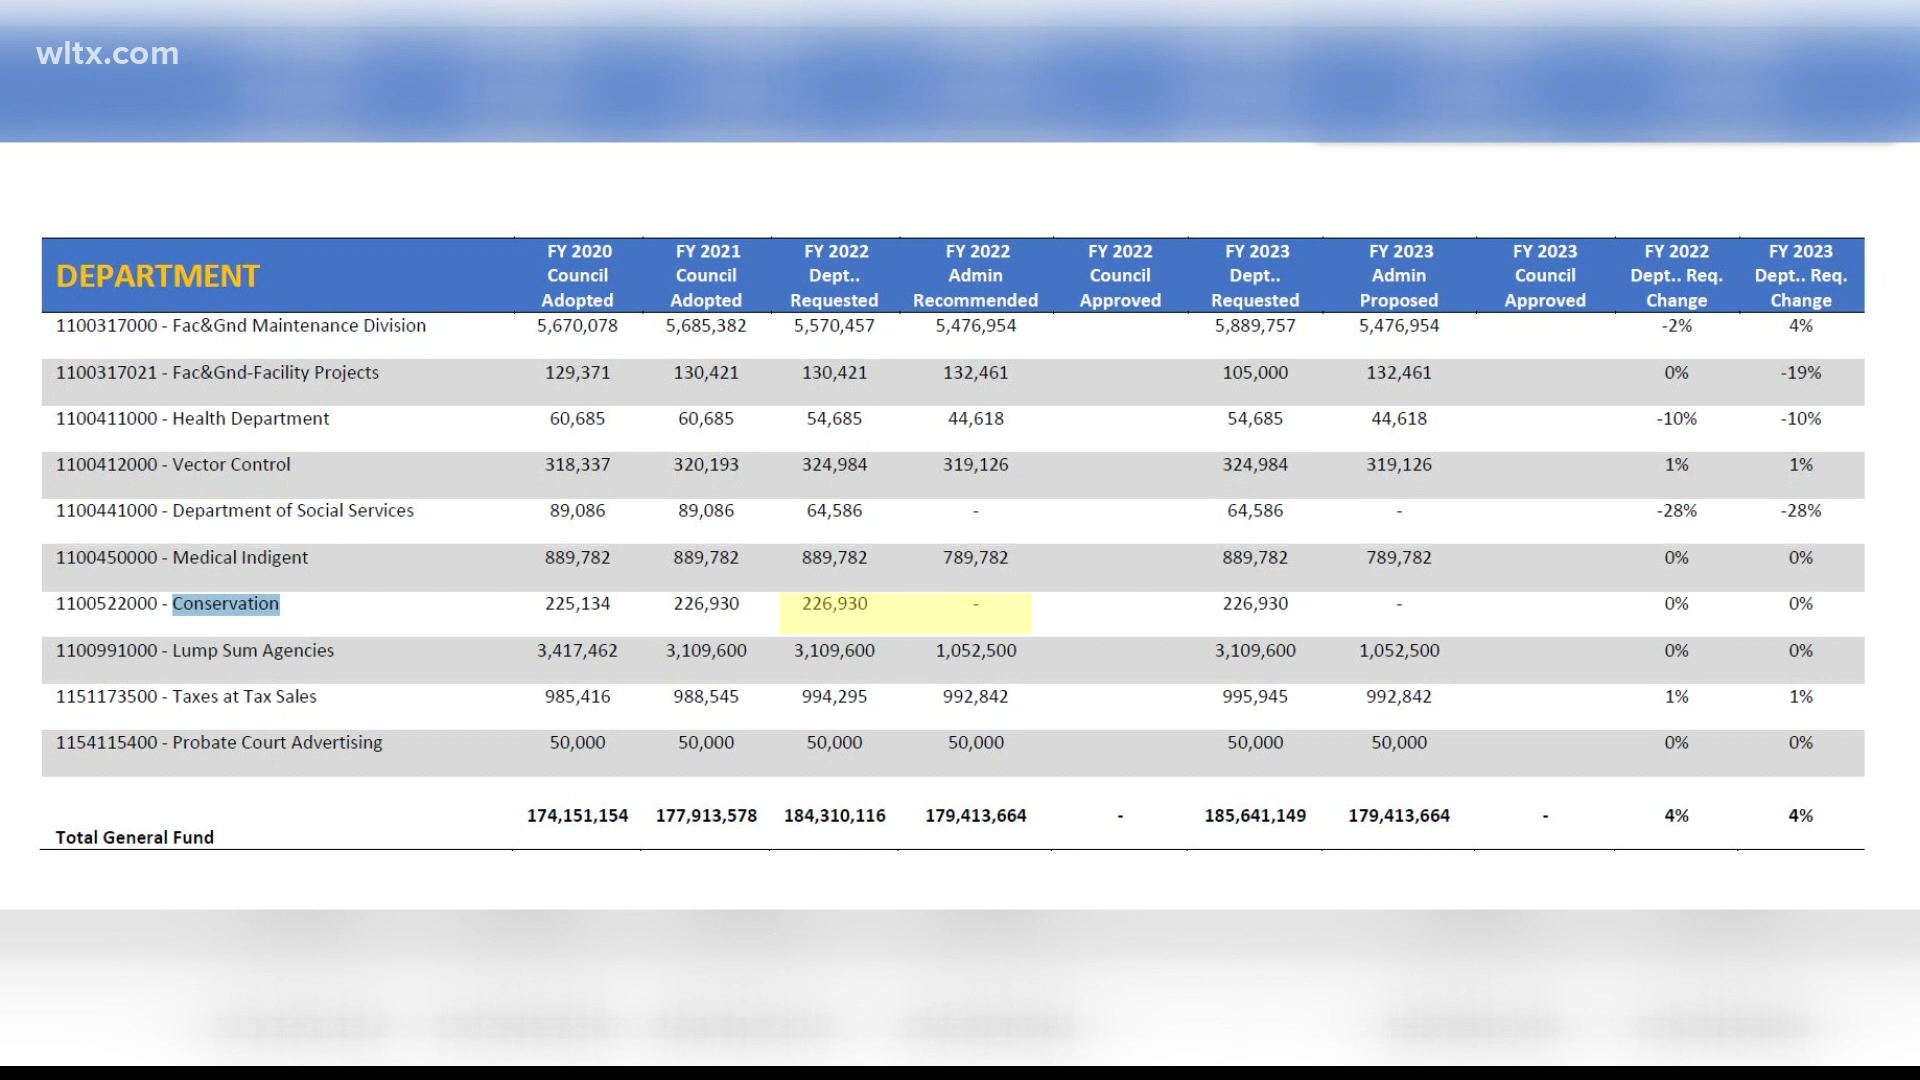 wltx.com
DEPARTMENT
FY 2020 Council Adopted
FY 2021 Council Adopted
FY 2022 Dept.. Requested
FY 2022 Admin Recommended
FY 2022 Council Approved
FY 2023 Dept.. Requested
FY 2023 Admin Proposed
FY 2023 Council Approved
FY 2022 Dept.. Req. Change
FY 2023 Dept.. Req. Change
1100317000 - Fac&Gnd Maintenance Division 5,670,078 5,685,382 5,570,457 5,476,954 5,889,757 5,476,954 -2% 4%
1100317021 - Fac&Gnd-Facility Projects 129,371 130,421 130,421 132,461 105,000 132,461 0% -19%
1100411000 - Health Department 60,685 60,685 54,685 44,618 54,685 44,618 -10% -10%
1100412000 - Vector Control 318,337 320,193 324,984 319,126 324,984 319,126 1% 1%
1100441000 - Department of Social Services 89,086 89,086 64,586 - 64,586 - -28% -28%
1100450000 - Medical Indigent 889,782 889,782 889,782 789,782 889,782 789,782 0% 0%
1100522000 - Conservation 225,134 226,930 226,930 - 226,930 - 0% 0%
1100991000 - Lump Sum Agencies 3,417,462 3,109,600 3,109,600 1,052,500 3,109,600 1,052,500 0% 0%
1151173500 - Taxes at Tax Sales 985,416 988,545 994,295 992,842 995,945 992,842 1% 1%
1154115400 - Probate Court Advertising 50,000 50,000 50,000 50,000 50,000 50,000 0% 0%
174,151,154 177,913,578 184,310,116 179,413,664 - 185,641,149 179,413,664 - 4% 4%
Total General Fund